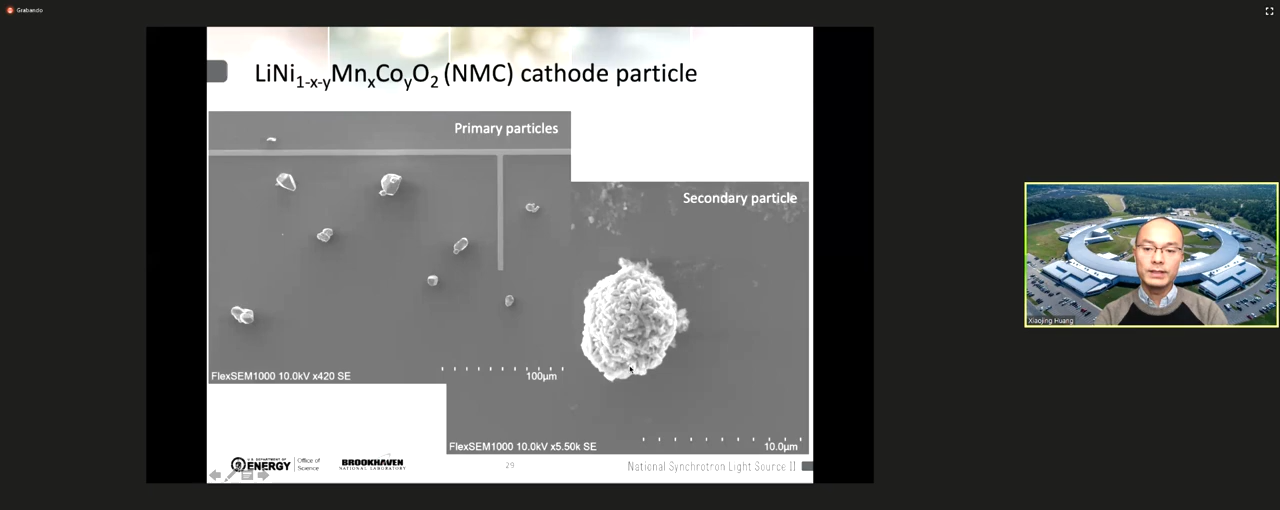 Grabando
LiNi1-x-yMnxCoyO2 (NMC) cathode particle
Primary particles
Secondary particle
FlexSEM1000 10.0kV x420 SE
100µm
FlexSEM1000 10.0kV x5.50k SE
10.0µm
U.S. DEPARTMENT OF
ENERGY
Office of
Science
BROOKHAVEN
NATIONAL LABORATORY
29
National Synchrotron Light Source II
Xiaojing Huang